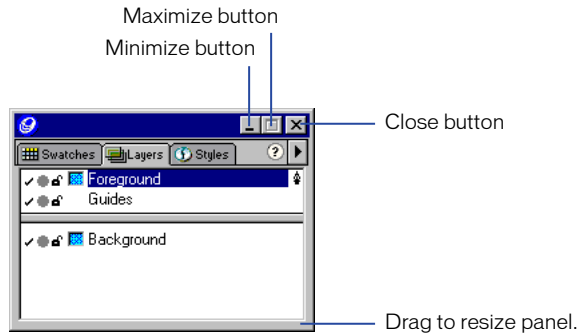 Maximize button
Minimize button
Close button
Swatches Layers Styles ?
Foreground
Guides
Background
Drag to resize panel.